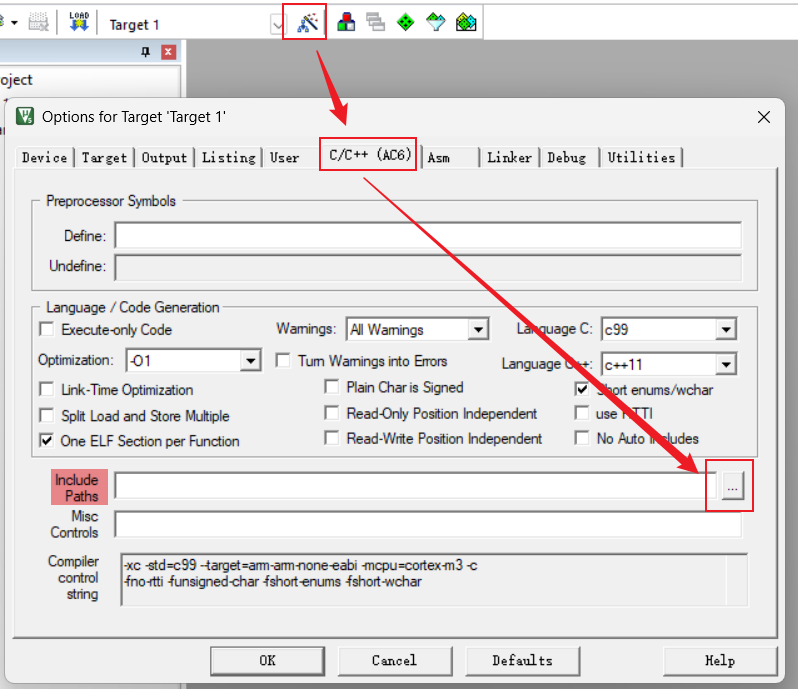 LOAD
Target 1
roject
Options for Target 'Target 1'
Device Target Output Listing User C/C++ (AC6) Asm Linker Debug Utilities
Preprocessor Symbols
Define:
Undefine:
Language / Code Generation
Execute-only Code Warnings: All Warnings Language C: c99
Optimization: -O1 Turn Warnings into Errors Language C++: c++11
Link-Time Optimization Plain Char is Signed Short enums/wchar
Split Load and Store Multiple Read-Only Position Independent use RTTI
One ELF Section per Function Read-Write Position Independent No Auto Includes
Include
Paths
...
Misc
Controls
Compiler
control
string
-xc -std=c99 --target=arm-arm-none-eabi -mcpu=cortex-m3 -c
-fno-rtti -funsigned-char -fshort-enums -fshort-wchar
OK Cancel Defaults Help